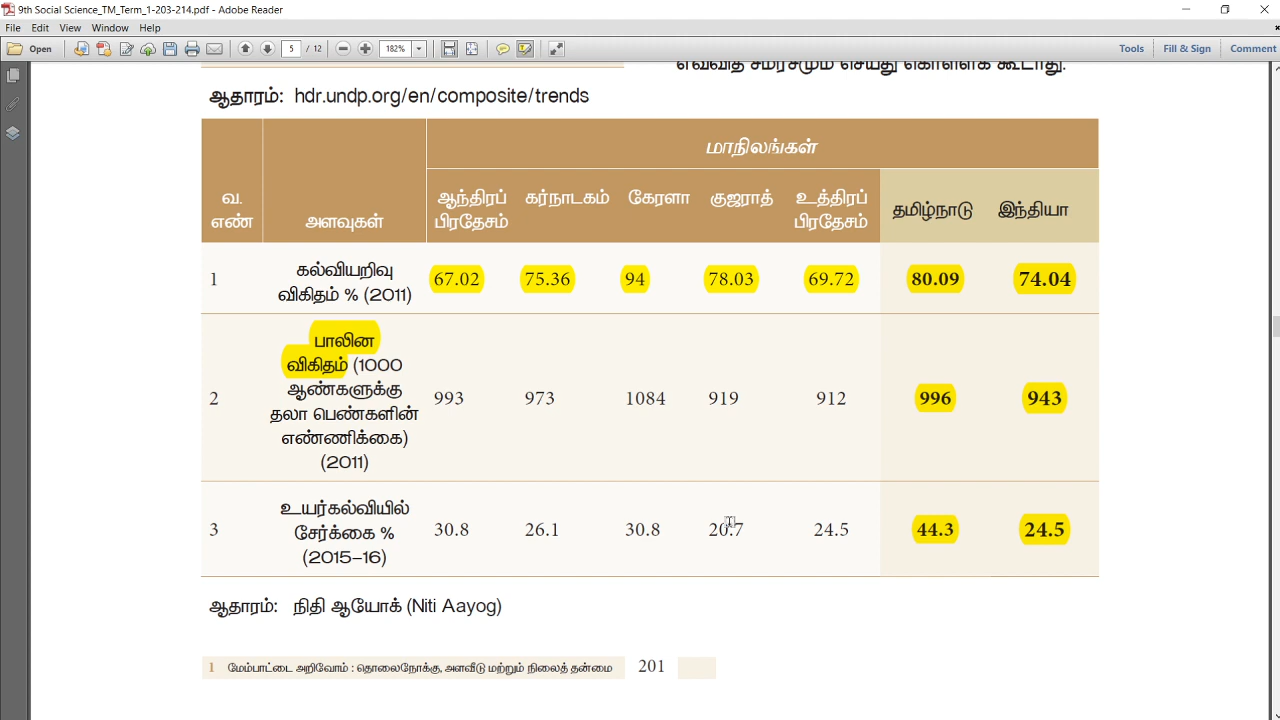 9th Social Science_TM_Term_1-203-214.pdf - Adobe Reader
File Edit View Window Help
Open 5 / 12 182% Tools Fill & Sign Comment
எவ்வித சமரசமும் செய்து கொள்ளக் கூடாது.
ஆதாரம்: hdr.undp.org/en/composite/trends
மாநிலங்கள்
வ. எண்
அளவுகள்
ஆந்திரப் பிரதேசம்
கர்நாடகம்
கேரளா
குஜராத்
உத்திரப் பிரதேசம்
தமிழ்நாடு
இந்தியா
1 கல்வியறிவு 67.02 75.36 94 78.03 69.72 80.09 74.04
விகிதம் % (2011)
பாலின
விகிதம் (1000
ஆண்களுக்கு
2 தலா பெண்களின் 993 973 1084 919 912 996 943
எண்ணிக்கை)
(2011)
உயர்கல்வியில்
3 சேர்க்கை % 30.8 26.1 30.8 20.7 24.5 44.3 24.5
(2015–16)
ஆதாரம்: நிதி ஆயோக் (Niti Aayog)
1 மேம்பாட்டை அறிவோம் : தொலைநோக்கு, அளவீடு மற்றும் நிலைத் தன்மை 201